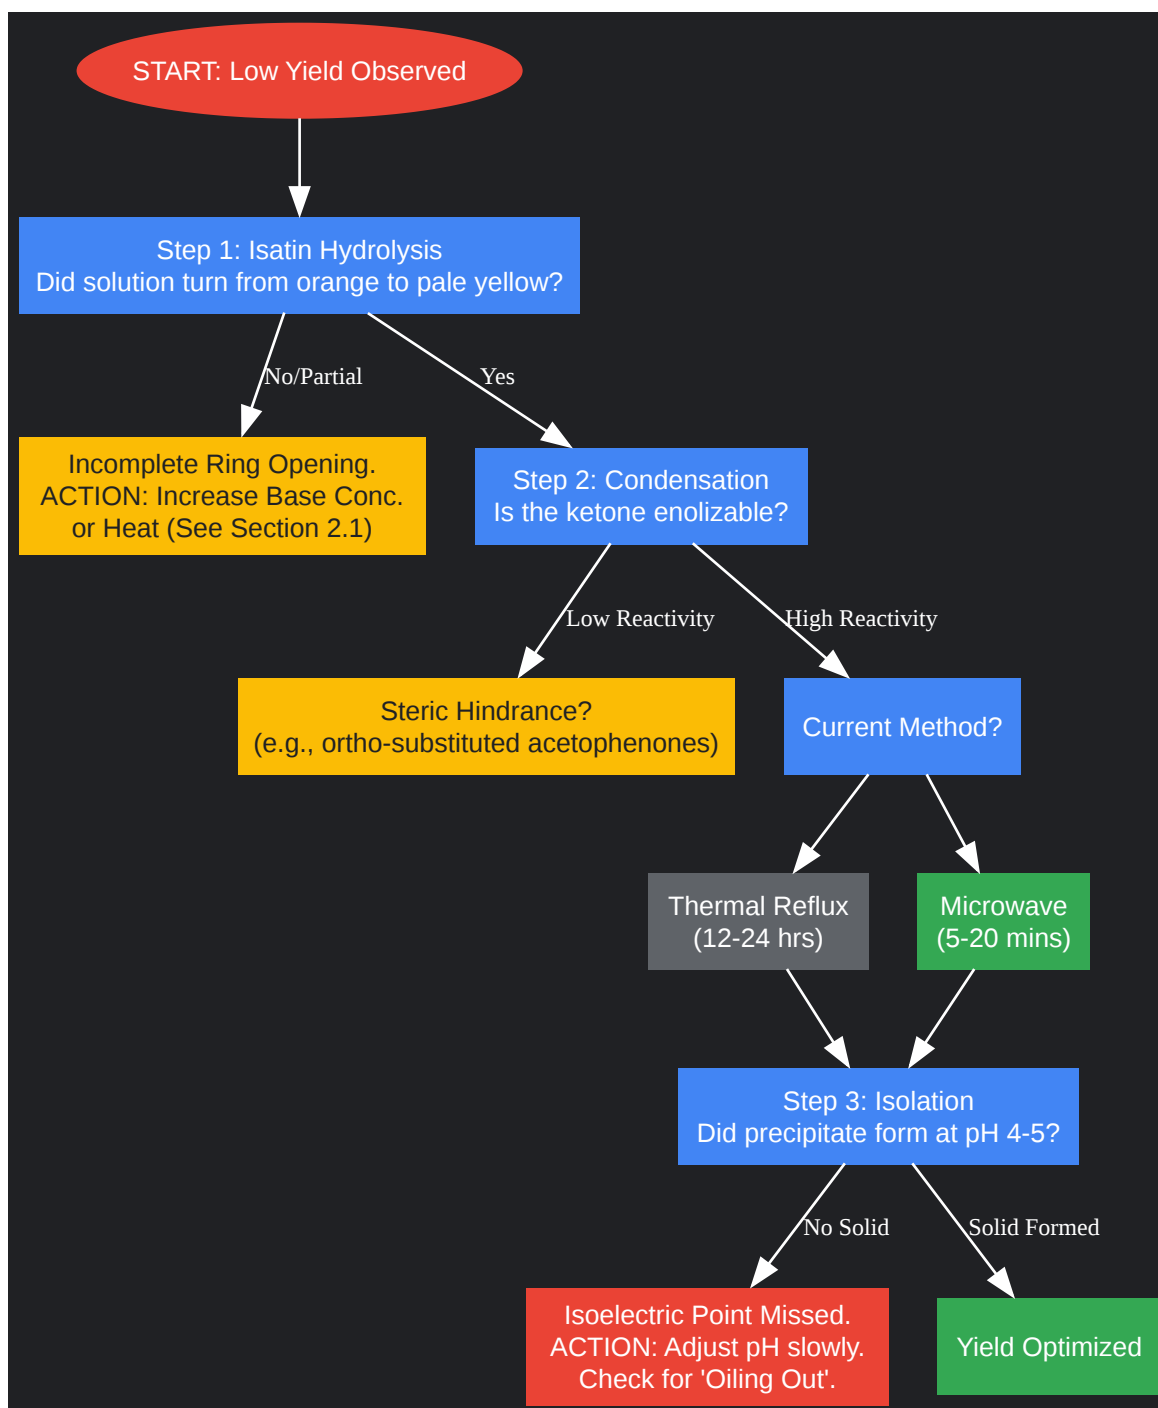 START: Low Yield Observed
Step 1: Isatin Hydrolysis
Did solution turn from orange to pale yellow?
No/Partial
Yes
Incomplete Ring Opening.
ACTION: Increase Base Conc.
or Heat (See Section 2.1)
Step 2: Condensation
Is the ketone enolizable?
Low Reactivity
High Reactivity
Steric Hindrance?
(e.g., ortho-substituted acetophenones)
Current Method?
Thermal Reflux
(12-24 hrs)
Microwave
(5-20 mins)
Step 3: Isolation
Did precipitate form at pH 4-5?
No Solid
Solid Formed
Isoelectric Point Missed.
ACTION: Adjust pH slowly.
Check for 'Oiling Out'.
Yield Optimized